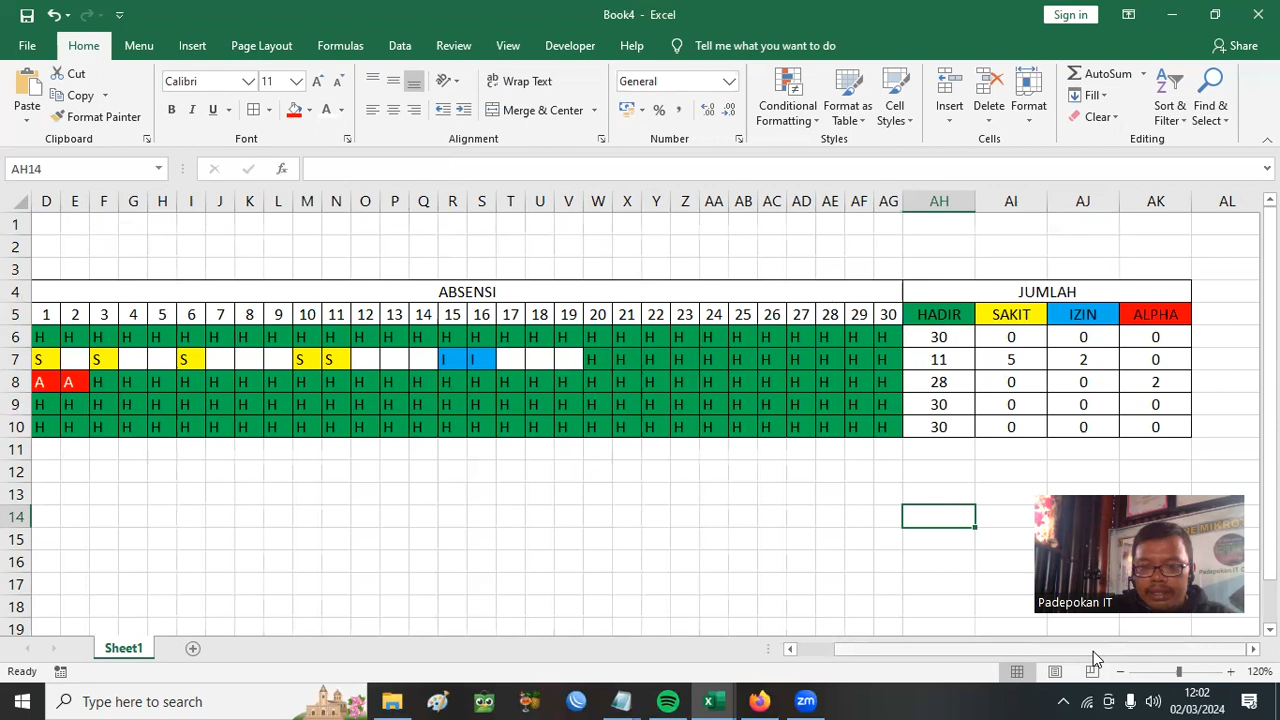 Book4 - Excel
Sign in
File Home Menu Insert Page Layout Formulas Data Review View Developer Help Tell me what you want to do Share
Paste Cut Copy Format Painter Clipboard
Calibri 11 B I U Font
Wrap Text Merge & Center Alignment
General % Number
Conditional Formatting Format as Table Cell Styles Styles
Insert Delete Format Cells
AutoSum Fill Clear Sort & Filter Find & Select Editing
AH14 fx
D E F G H I J K L M N O P Q R S T U V W X Y Z AA AB AC AD AE AF AG AH AI AJ AK AL
1
2
3
4 ABSENSI JUMLAH
5 1 2 3 4 5 6 7 8 9 10 11 12 13 14 15 16 17 18 19 20 21 22 23 24 25 26 27 28 29 30 HADIR SAKIT IZIN ALPHA
6 H H H H H H H H H H H H H H H H H H H H H H H H H H H H H H 30 0 0 0
7 S S S S S I I H H H H H H H H H H H 11 5 2 0
8 A A H H H H H H H H H H H H H H H H H H H H H H H H H H H H 28 0 0 2
9 H H H H H H H H H H H H H H H H H H H H H H H H H H H H H H 30 0 0 0
10 H H H H H H H H H H H H H H H H H H H H H H H H H H H H H H 30 0 0 0
11
12
13
14
15
16
17
18
19
Padepokan IT
Sheet1
Ready 120%
Type here to search
zm
12:02
02/03/2024